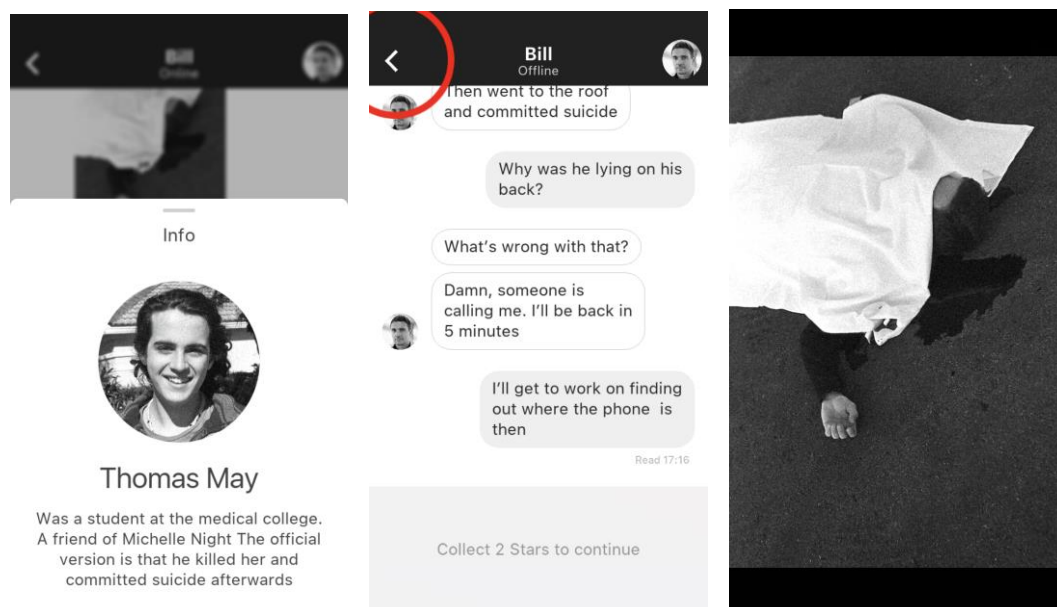 Bill
Online
Info
Thomas May
Was a student at the medical college.
A friend of Michelle Night The official
version is that he killed her and
committed suicide afterwards
Bill
Offline
Then went to the roof
and committed suicide
Why was he lying on his
back?
What's wrong with that?
Damn, someone is
calling me. I'll be back in
5 minutes
I'll get to work on finding
out where the phone  is
then
Read 17:16
Collect 2 Stars to continue